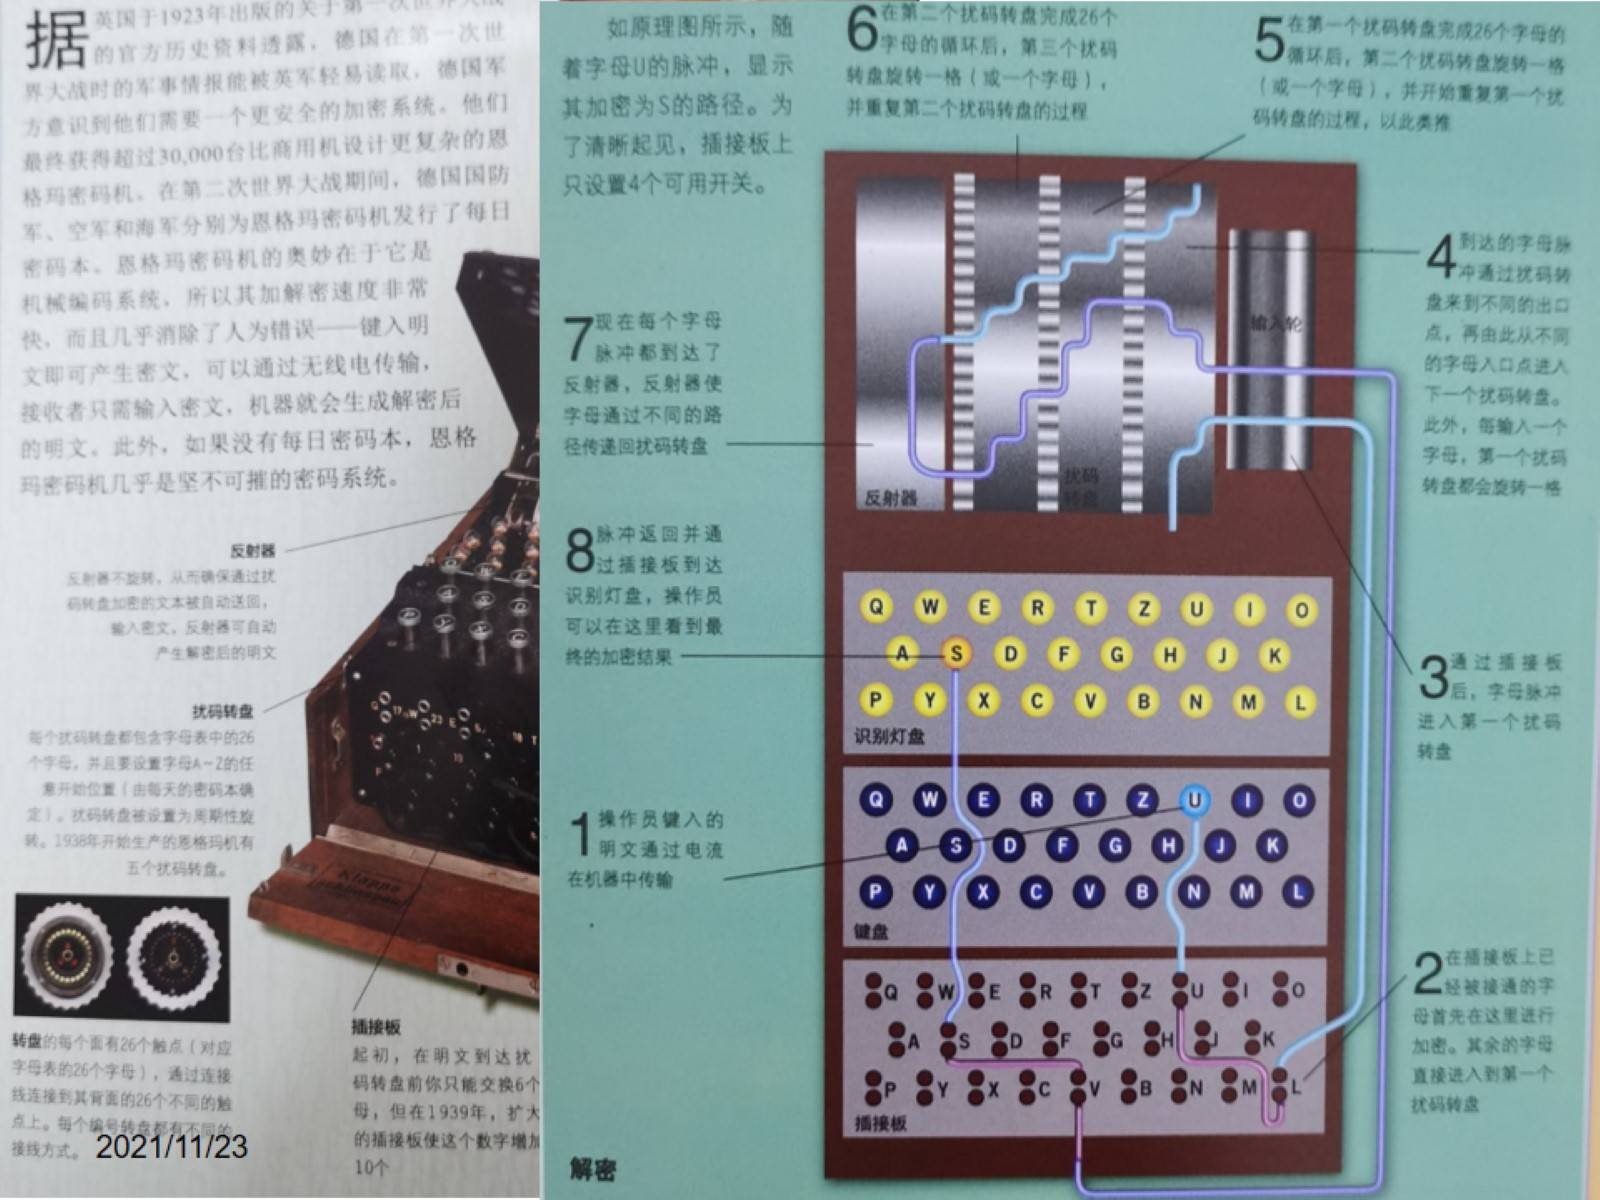 据英国于1923年出版的关于第一次世界大战
的官方历史资料透露，德国在第一次世
界大战时的军事情报能被英军轻易读取，德国军
方意识到他们需要一个更安全的加密系统。他们
最终获得超过30,000台比商用机设计更复杂的恩
格玛密码机。在第二次世界大战期间，德国国防
军、空军和海军分别为恩格玛密码机发行了每日
密码本。恩格玛密码机的奥妙在于它是
机械编码系统，所以其加解密速度非常
快，而且几乎消除了人为错误——键入明
文即可产生密文，可以通过无线电传输，
接收者只需输入密文，机器就会生成解密后
的明文。此外，如果没有每日密码本，恩格
玛密码机几乎是坚不可摧的密码系统。
反射器
反射器不旋转，从而确保通过扰
码转盘加密的文本被自动送回，
输入密文，反射器可自动
产生解密后的明文
扰码转盘
每个扰码转盘都包含字母表中的26
个字母，并且要设置字母A～Z的任
意开始位置（由每天的密码本确
定）。扰码转盘被设置为周期性旋
转。1938年开始生产的恩格玛机有
五个扰码转盘。
Klappe
schliessen
转盘的每个面有26个触点（对应
字母表的26个字母），通过连接
线连接到其背面的26个不同的触
点上。每个编号转盘都有不同的
接线方式。
2021/11/23
插接板
起初，在明文到达扰
码转盘前你只能交换6个
母，但在1939年，扩大
的插接板使这个数字增加
10个
如原理图所示，随
着字母U的脉冲，显示
其加密为S的路径。为
了清晰起见，插接板上
只设置4个可用开关。
6在第二个扰码转盘完成26个
字母的循环后，第三个扰码
转盘旋转一格（或一个字母），
并重复第二个扰码转盘的过程
5在第一个扰码转盘完成26个字母的
循环后，第二个扰码转盘旋转一格
（或一个字母），并开始重复第一个扰
码转盘的过程，以此类推
4到达的字母脉
冲通过扰码转
盘来到不同的出口
点，再由此从不同
的字母入口点进入
下一个扰码转盘。
此外，每输入一个
字母，第一个扰码
转盘都会旋转一格
7现在每个字母
脉冲都到达了
反射器，反射器使
字母通过不同的路
径传递回扰码转盘
8脉冲返回并通
过插接板到达
识别灯盘，操作员
可以在这里看到最
终的加密结果
1操作员键入的
明文通过电流
在机器中传输
3通过插接板
后，字母脉冲
进入第一个扰码
转盘
2在插接板上已
经被接通的字
母首先在这里进行
加密。其余的字母
直接进入到第一个
扰码转盘
输入轮
扰码
转盘
反射器
Q W E R T Z U I O
A S D F G H J K
P Y X C V B N M L
识别灯盘
Q W E R T Z U I O
A S D F G H J K
P Y X C V B N M L
键盘
Q W E R T Z U I O
A S D F G H J K
P Y X C V B N M L
插接板
解密